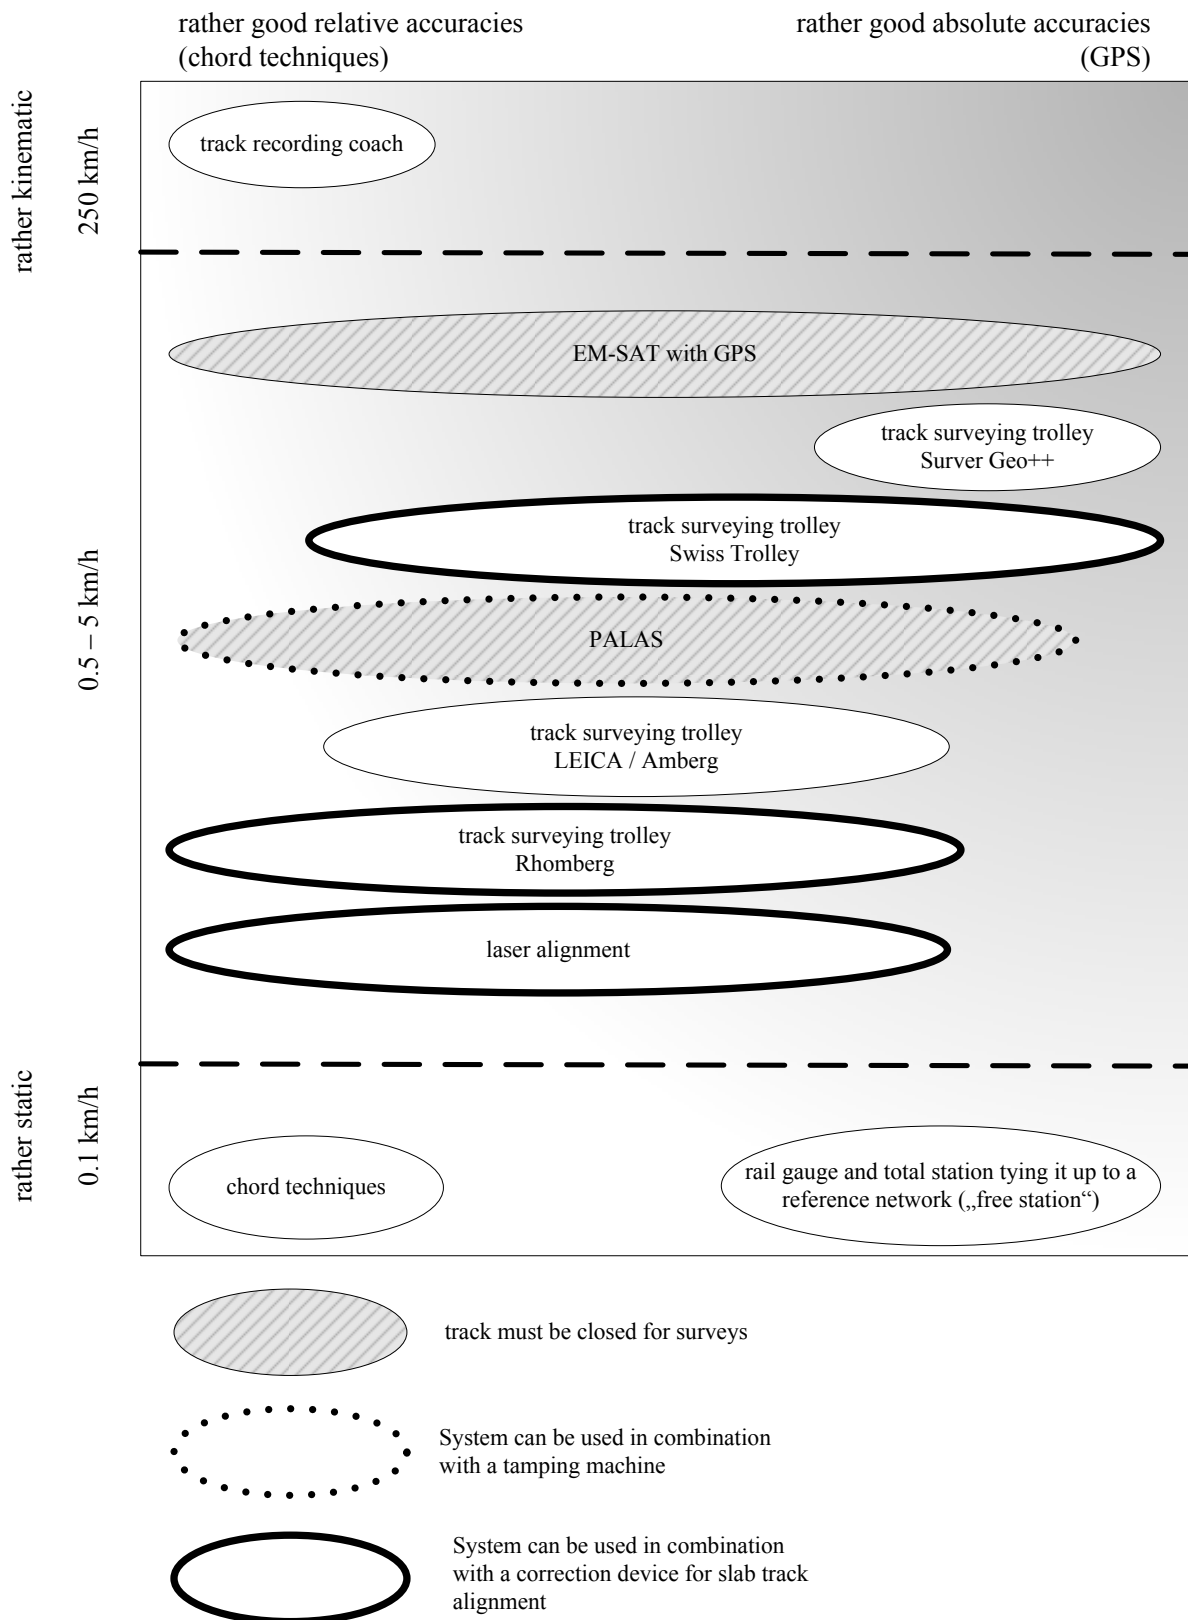 rather good relative accuracies
(chord techniques)
rather good absolute accuracies
(GPS)
rather kinematic
250 km/h
track recording coach
EM-SAT with GPS
track surveying trolley
Surver Geo++
track surveying trolley
Swiss Trolley
0.5 – 5 km/h
PALAS
track surveying trolley
LEICA / Amberg
track surveying trolley
Rhomberg
laser alignment
rather static
0.1 km/h
chord techniques
rail gauge and total station tying it up to a
reference network („free station“)
track must be closed for surveys
System can be used in combination
with a tamping machine
System can be used in combination
with a correction device for slab track
alignment